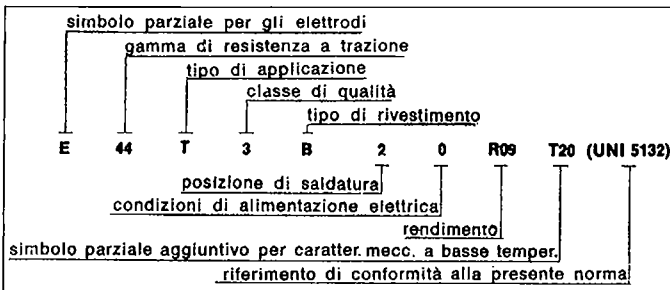 simbolo parziale per gli elettrodi
gamma di resistenza a trazione
tipo di applicazione
classe di qualità
tipo di rivestimento
E 44 T 3 B 2 0 R09 T20 (UNI 5132)
posizione di saldatura
condizioni di alimentazione elettrica
rendimento
simbolo parziale aggiuntivo per caratter. mecc. a basse temper.
riferimento di conformità alla presente norma